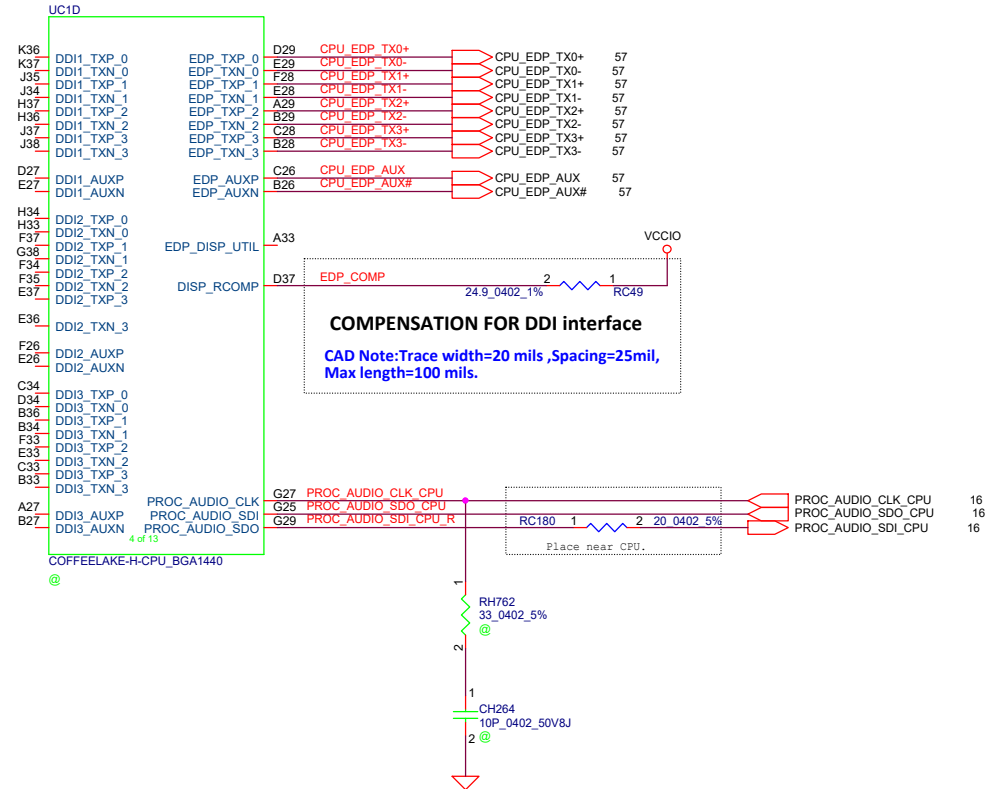 UC1D
K36 DDI1_TXP_0 EDP_TXP_0 D29 CPU_EDP_TX0+ CPU_EDP_TX0+ 57
K37 DDI1_TXN_0 EDP_TXN_0 E29 CPU_EDP_TX0- CPU_EDP_TX0- 57
J35 DDI1_TXP_1 EDP_TXP_1 F28 CPU_EDP_TX1+ CPU_EDP_TX1+ 57
J34 DDI1_TXN_1 EDP_TXN_1 E28 CPU_EDP_TX1- CPU_EDP_TX1- 57
H37 DDI1_TXP_2 EDP_TXP_2 A29 CPU_EDP_TX2+ CPU_EDP_TX2+ 57
H36 DDI1_TXN_2 EDP_TXN_2 B29 CPU_EDP_TX2- CPU_EDP_TX2- 57
J37 DDI1_TXP_3 EDP_TXP_3 C28 CPU_EDP_TX3+ CPU_EDP_TX3+ 57
J38 DDI1_TXN_3 EDP_TXN_3 B28 CPU_EDP_TX3- CPU_EDP_TX3- 57
D27 DDI1_AUXP EDP_AUXP C26 CPU_EDP_AUX CPU_EDP_AUX 57
E27 DDI1_AUXN EDP_AUXN B26 CPU_EDP_AUX# CPU_EDP_AUX# 57
H34 DDI2_TXP_0
H33 DDI2_TXN_0
F37 DDI2_TXP_1 EDP_DISP_UTIL A33
VCCIO
G38 DDI2_TXN_1
F34 DDI2_TXP_2
F35 DDI2_TXN_2 DISP_RCOMP D37 EDP_COMP 2 1
24.9_0402_1% RC49
E37 DDI2_TXP_3
E36 DDI2_TXN_3
COMPENSATION FOR DDI interface
CAD Note:Trace width=20 mils ,Spacing=25mil,
Max length=100 mils.
F26 DDI2_AUXP
E26 DDI2_AUXN
C34 DDI3_TXP_0
D34 DDI3_TXN_0
B36 DDI3_TXP_1
B34 DDI3_TXN_1
F33 DDI3_TXP_2
E33 DDI3_TXN_2
C33 DDI3_TXP_3
B33 DDI3_TXN_3
PROC_AUDIO_CLK G27 PROC_AUDIO_CLK_CPU PROC_AUDIO_CLK_CPU 16
A27 DDI3_AUXP PROC_AUDIO_SDI G25 PROC_AUDIO_SDO_CPU PROC_AUDIO_SDO_CPU 16
B27 DDI3_AUXN PROC_AUDIO_SDO G29 PROC_AUDIO_SDI_CPU_R RC180 1 2 20_0402_5% PROC_AUDIO_SDI_CPU 16
4 of 13
Place near CPU.
COFFEELAKE-H-CPU_BGA1440
@
1
RH762
33_0402_5%
@
2
1
CH264
10P_0402_50V8J
2
@